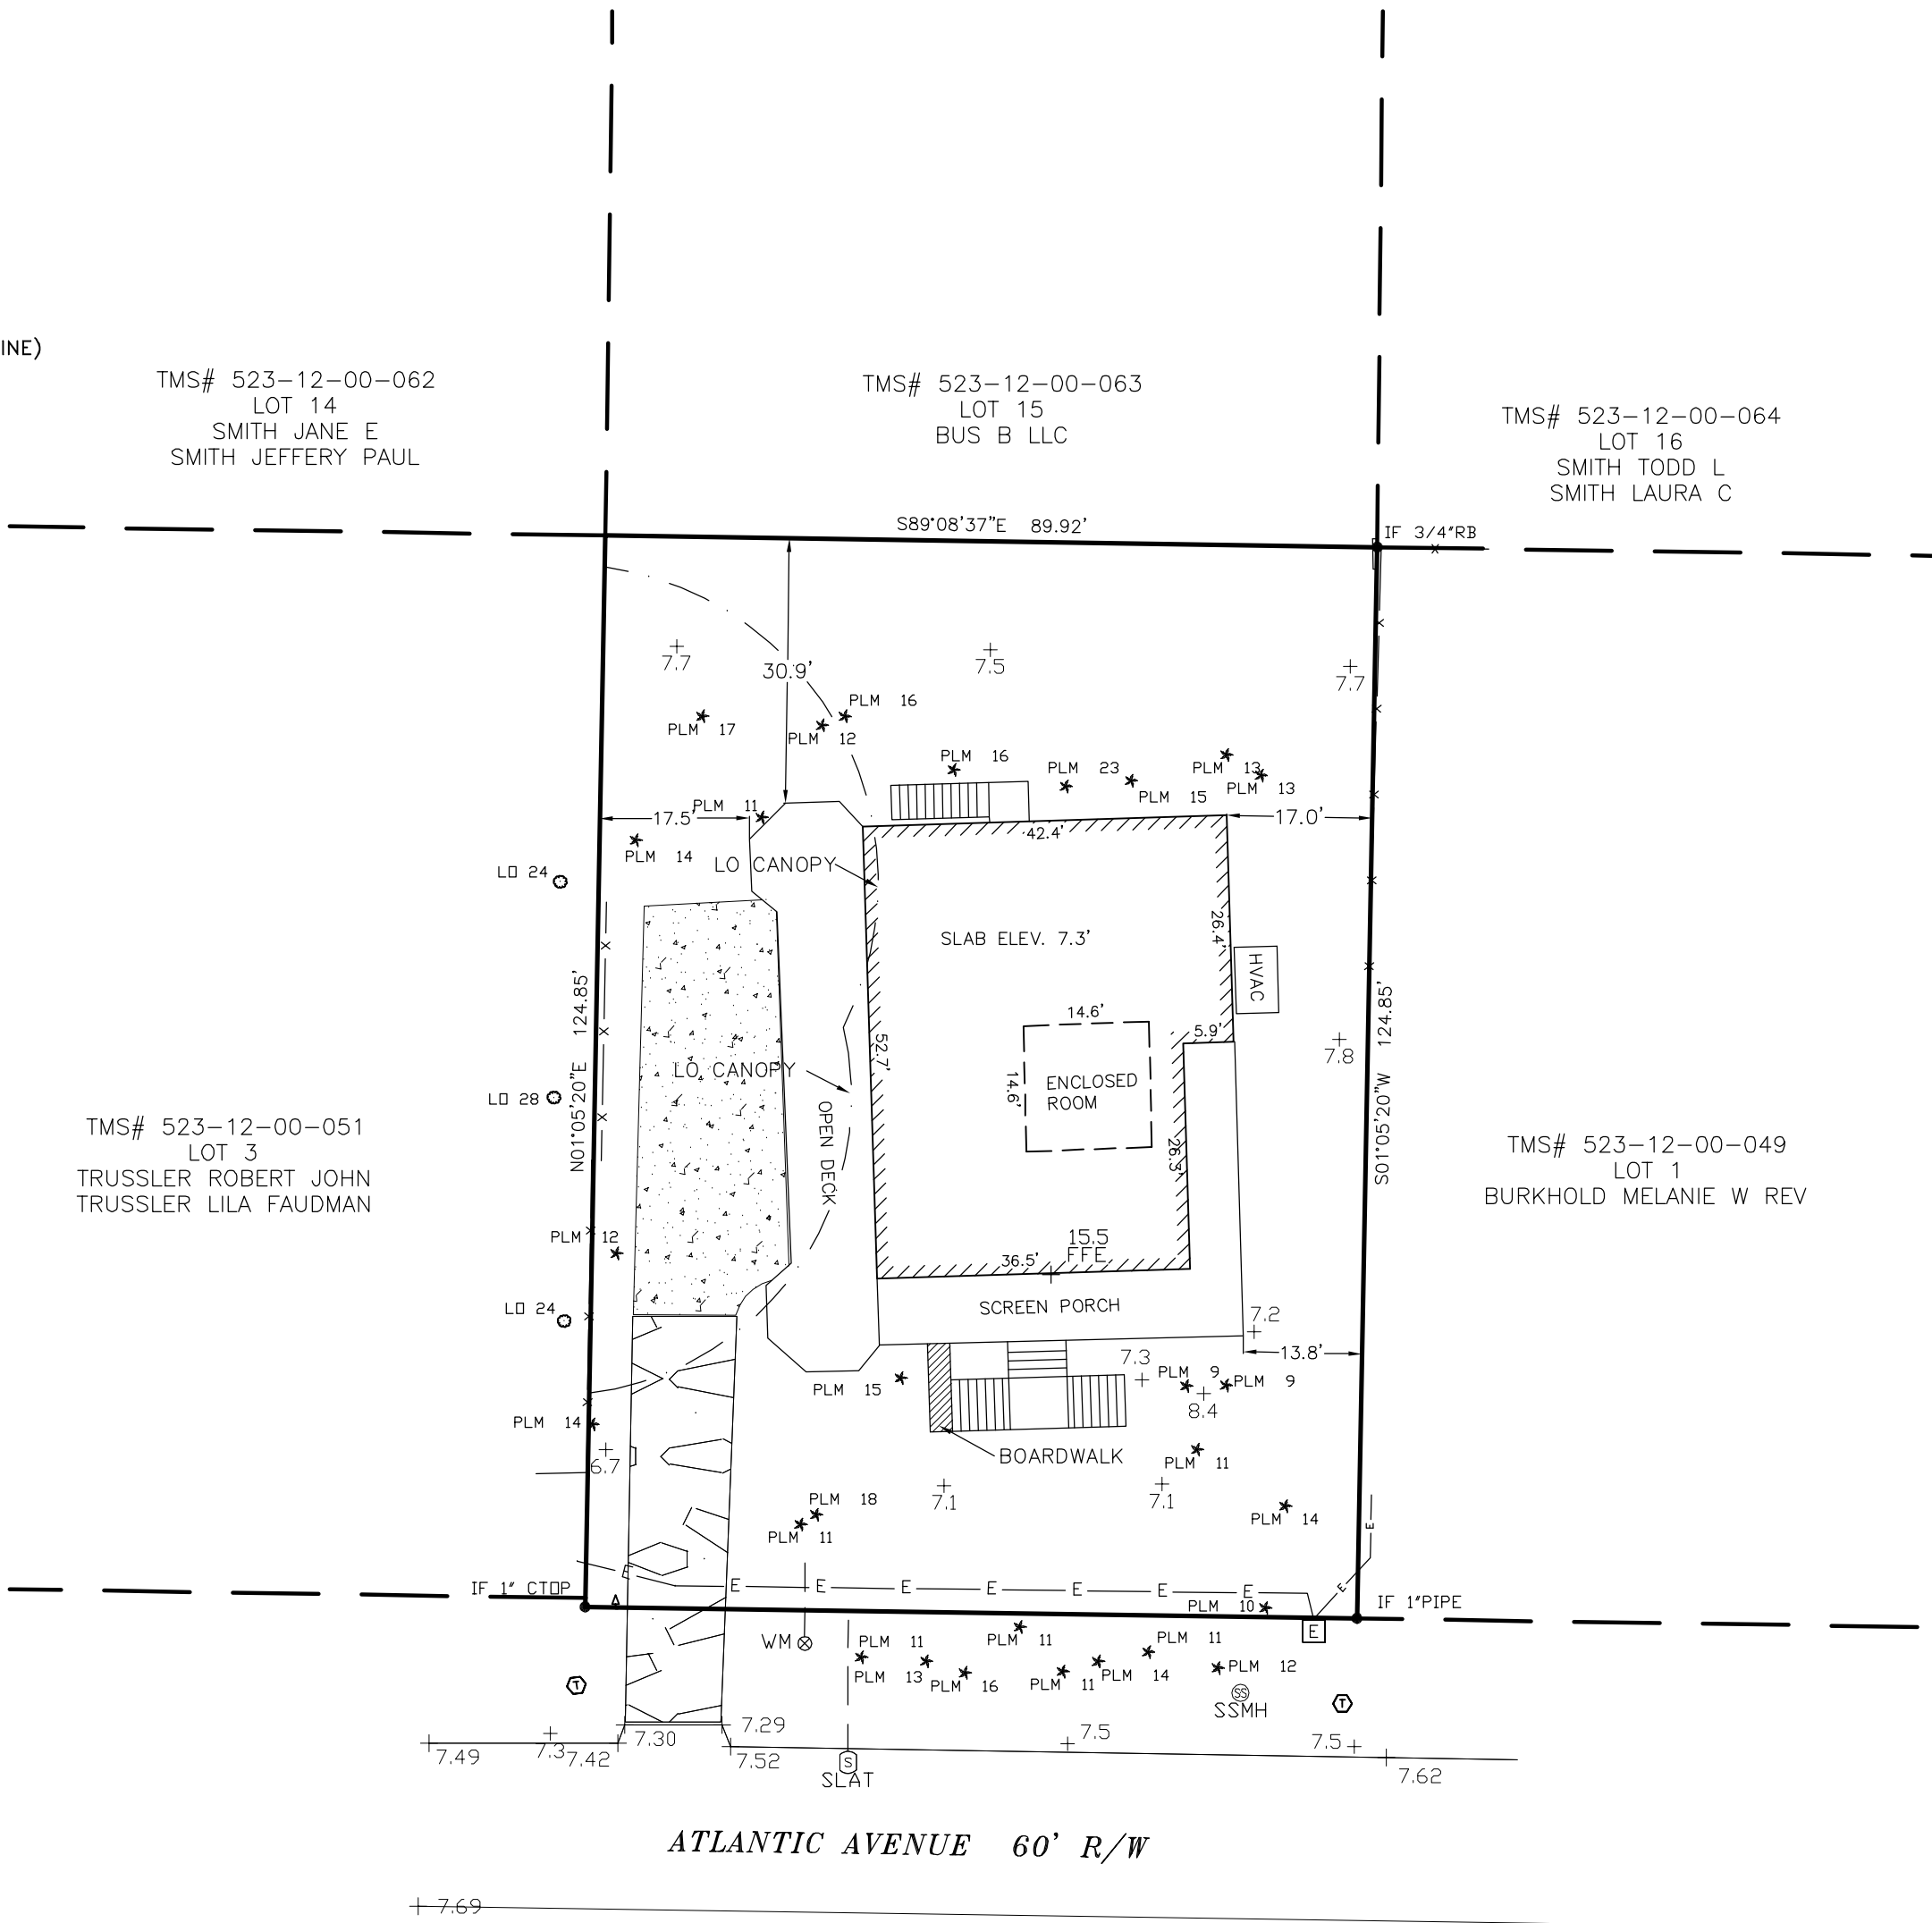 INE)
TMS# 523-12-00-062
LOT 14
SMITH JANE E
SMITH JEFFERY PAUL
TMS# 523-12-00-063
LOT 15
BUS B LLC
TMS# 523-12-00-064
LOT 16
SMITH TODD L
SMITH LAURA C
S89°08'37"E 89.92'
IF 3/4"RB
7.7
30.9'
7.5
7.7
PLM 16
PLM 17
PLM 12
PLM 16
PLM 23
PLM 13
PLM 13
PLM 15
PLM 11
17.5'
17.0'
42.4'
PLM 14
LO CANOPY
LO 24
SLAB ELEV. 7.3'
26.4'
HVAC
N01°05'20"E 124.85'
S01°05'20"W 124.85'
14.6'
5.9'
52.7'
7.8
LO CANOPY
14.6'
ENCLOSED
ROOM
LO 28
OPEN DECK
26.3'
TMS# 523-12-00-051
LOT 3
TRUSSLER ROBERT JOHN
TRUSSLER LILA FAUDMAN
TMS# 523-12-00-049
LOT 1
BURKHOLD MELANIE W REV
PLM 12
15.5
FFE
36.5'
LO 24
SCREEN PORCH
7.2
13.8'
7.3
PLM 9
PLM 9
PLM 15
8.4
PLM 14
BOARDWALK
6.7
PLM 11
7.1
7.1
PLM 18
PLM 11
PLM 14
E
IF 1" CTOP
E
E
E
E
E
E
E
E
E
PLM 10
IF 1"PIPE
E
WM
PLM 11
PLM 11
PLM 11
PLM 13
PLM 16
PLM 11
PLM 14
PLM 12
T
SS
SSMH
T
7.49
7.3
7.42
7.30
7.29
7.52
S
SLAT
7.5
7.5
7.62
ATLANTIC AVENUE 60' R/W
7.69